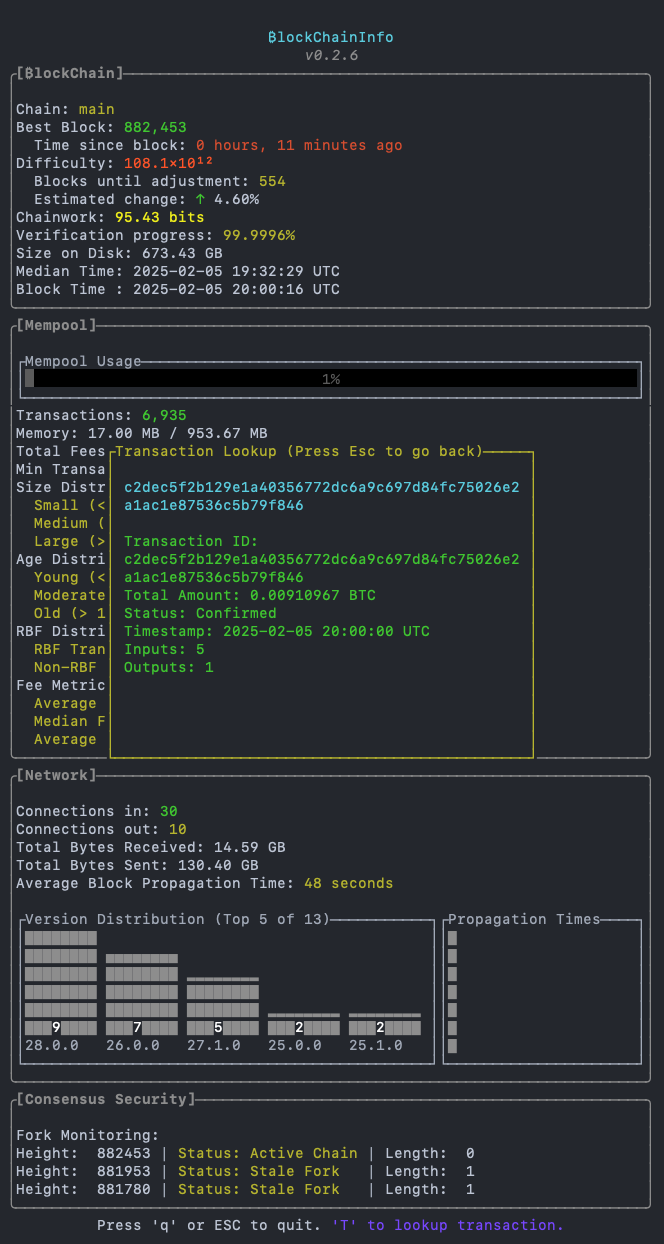 ₿lockChainInfo
v0.2.6
[₿lockChain]
Chain: main
Best Block: 882,453
Time since block: 0 hours, 11 minutes ago
Difficulty: 108.1×10¹²
Blocks until adjustment: 554
Estimated change: ↑ 4.60%
Chainwork: 95.43 bits
Verification progress: 99.9996%
Size on Disk: 673.43 GB
Median Time: 2025-02-05 19:32:29 UTC
Block Time : 2025-02-05 20:00:16 UTC
[Mempool]
Mempool Usage
1%
Transactions: 6,935
Memory: 17.00 MB / 953.67 MB
Total Fees
Min Transa
Size Distr
Small (<
Medium (
Large (>
Age Distri
Young (<
Moderate
Old (> 1
RBF Distri
RBF Tran
Non-RBF
Fee Metric
Average
Median F
Average
Transaction Lookup (Press Esc to go back)
c2dec5f2b129e1a40356772dc6a9c697d84fc75026e2
a1ac1e87536c5b79f846
Transaction ID:
c2dec5f2b129e1a40356772dc6a9c697d84fc75026e2
a1ac1e87536c5b79f846
Total Amount: 0.00910967 BTC
Status: Confirmed
Timestamp: 2025-02-05 20:00:00 UTC
Inputs: 5
Outputs: 1
[Network]
Connections in: 30
Connections out: 10
Total Bytes Received: 14.59 GB
Total Bytes Sent: 130.40 GB
Average Block Propagation Time: 48 seconds
Version Distribution (Top 5 of 13)
9 7 5 2 2
28.0.0 26.0.0 27.1.0 25.0.0 25.1.0
Propagation Times
[Consensus Security]
Fork Monitoring:
Height:  882453 | Status: Active Chain | Length:  0
Height:  881953 | Status: Stale Fork   | Length:  1
Height:  881780 | Status: Stale Fork   | Length:  1
Press 'q' or ESC to quit. 'T' to lookup transaction.